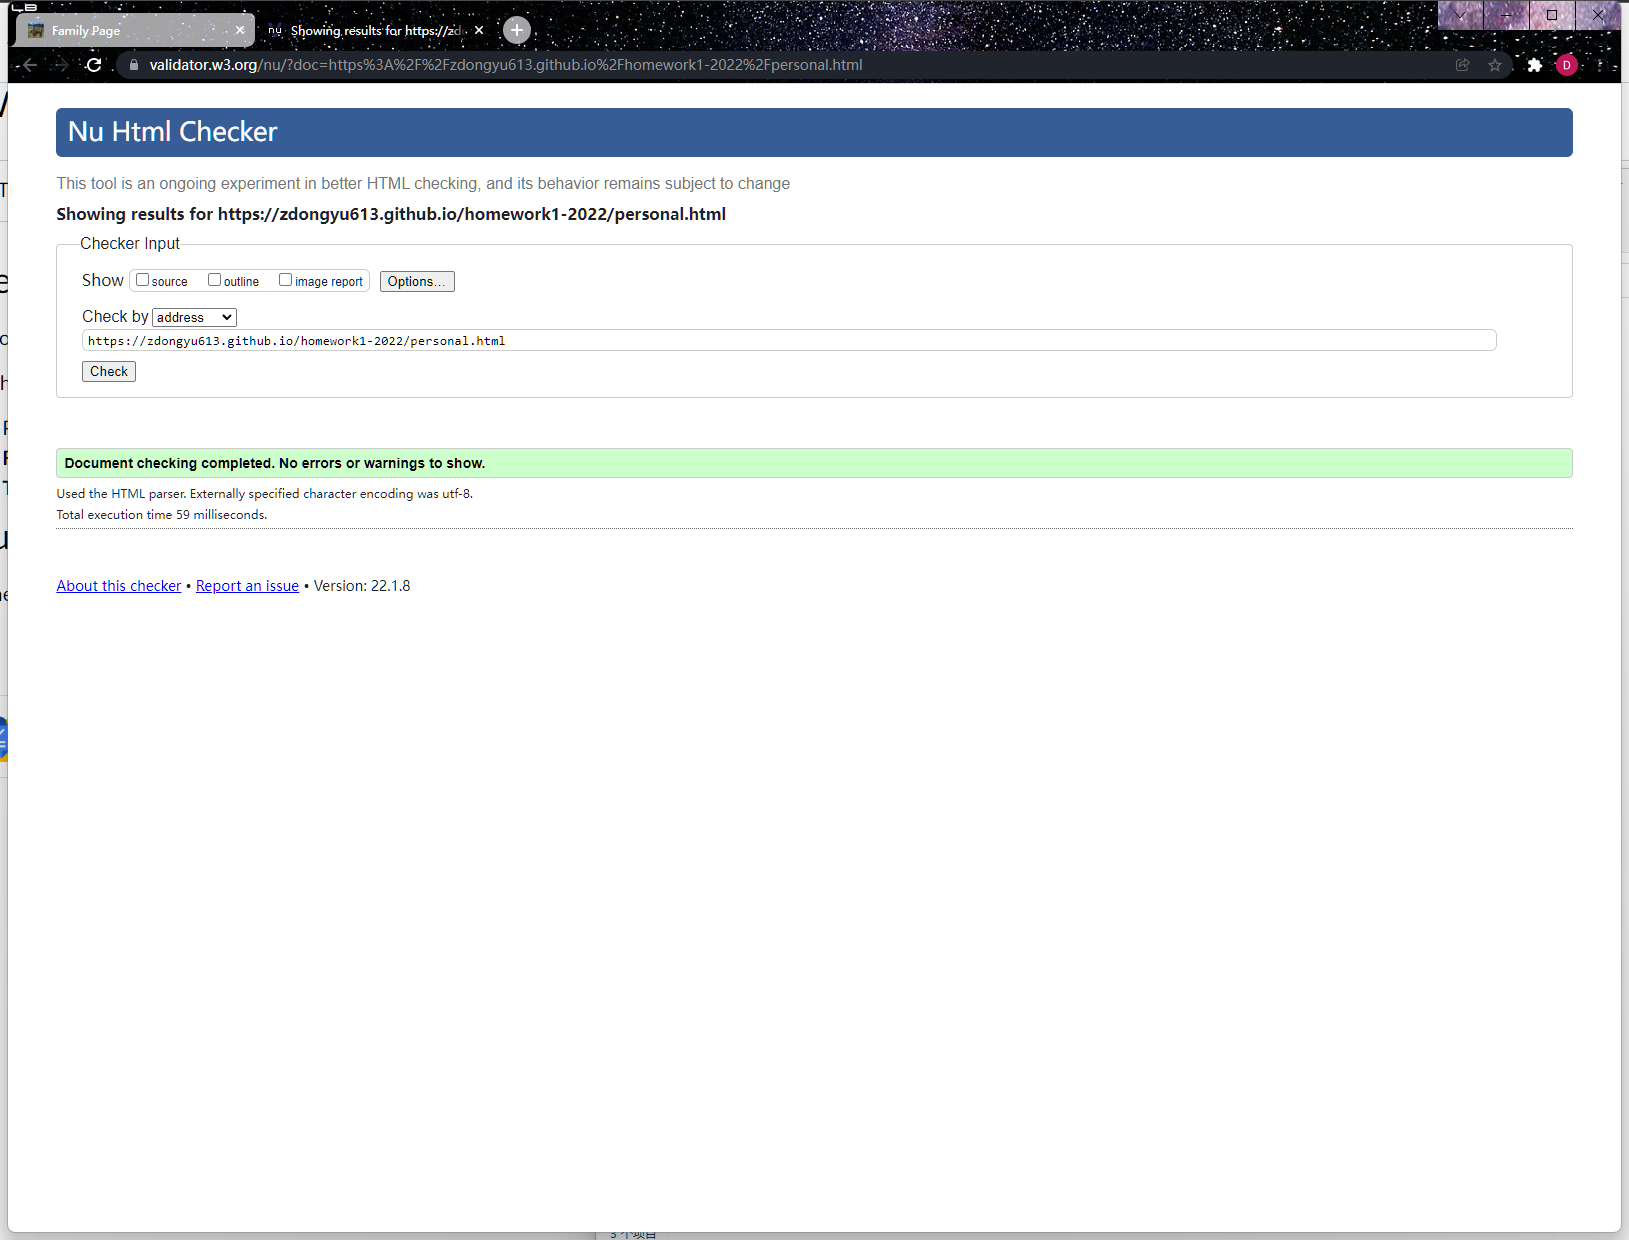 Family Page
Showing results for https://zd
validator.w3.org/nu/?doc=https%3A%2F%2Fzdongyu613.github.io%2Fhomework1-2022%2Fpersonal.html
D
Nu Html Checker
This tool is an ongoing experiment in better HTML checking, and its behavior remains subject to change
Showing results for https://zdongyu613.github.io/homework1-2022/personal.html
Checker Input
Show source outline image report Options...
Check by address
https://zdongyu613.github.io/homework1-2022/personal.html
Check
Document checking completed. No errors or warnings to show.
Used the HTML parser. Externally specified character encoding was utf-8.
Total execution time 59 milliseconds.
About this checker • Report an issue • Version: 22.1.8